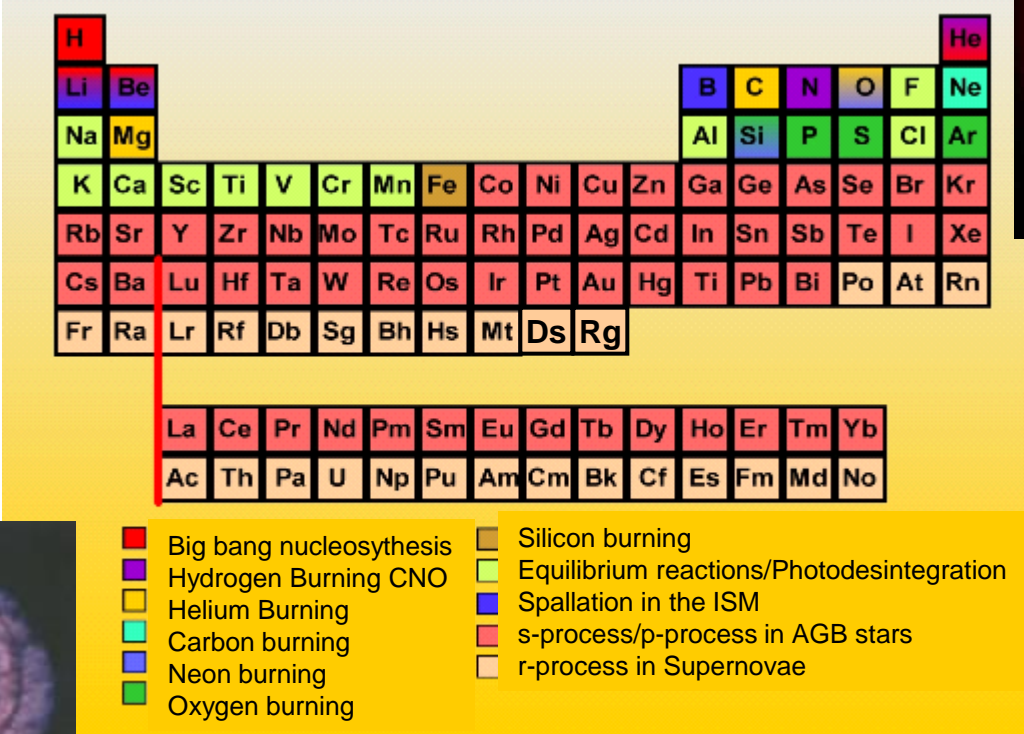 H He
Li Be B C N O F Ne
Na Mg Al Si P S Cl Ar
K Ca Sc Ti V Cr Mn Fe Co Ni Cu Zn Ga Ge As Se Br Kr
Rb Sr Y Zr Nb Mo Tc Ru Rh Pd Ag Cd In Sn Sb Te I Xe
Cs Ba Lu Hf Ta W Re Os Ir Pt Au Hg Ti Pb Bi Po At Rn
Fr Ra Lr Rf Db Sg Bh Hs Mt Ds Rg
La Ce Pr Nd Pm Sm Eu Gd Tb Dy Ho Er Tm Yb
Ac Th Pa U Np Pu Am Cm Bk Cf Es Fm Md No
Big bang nucleosythesis
Hydrogen Burning CNO
Helium Burning
Carbon burning
Neon burning
Oxygen burning
Silicon burning
Equilibrium reactions/Photodesintegration
Spallation in the ISM
s-process/p-process in AGB stars
r-process in Supernovae